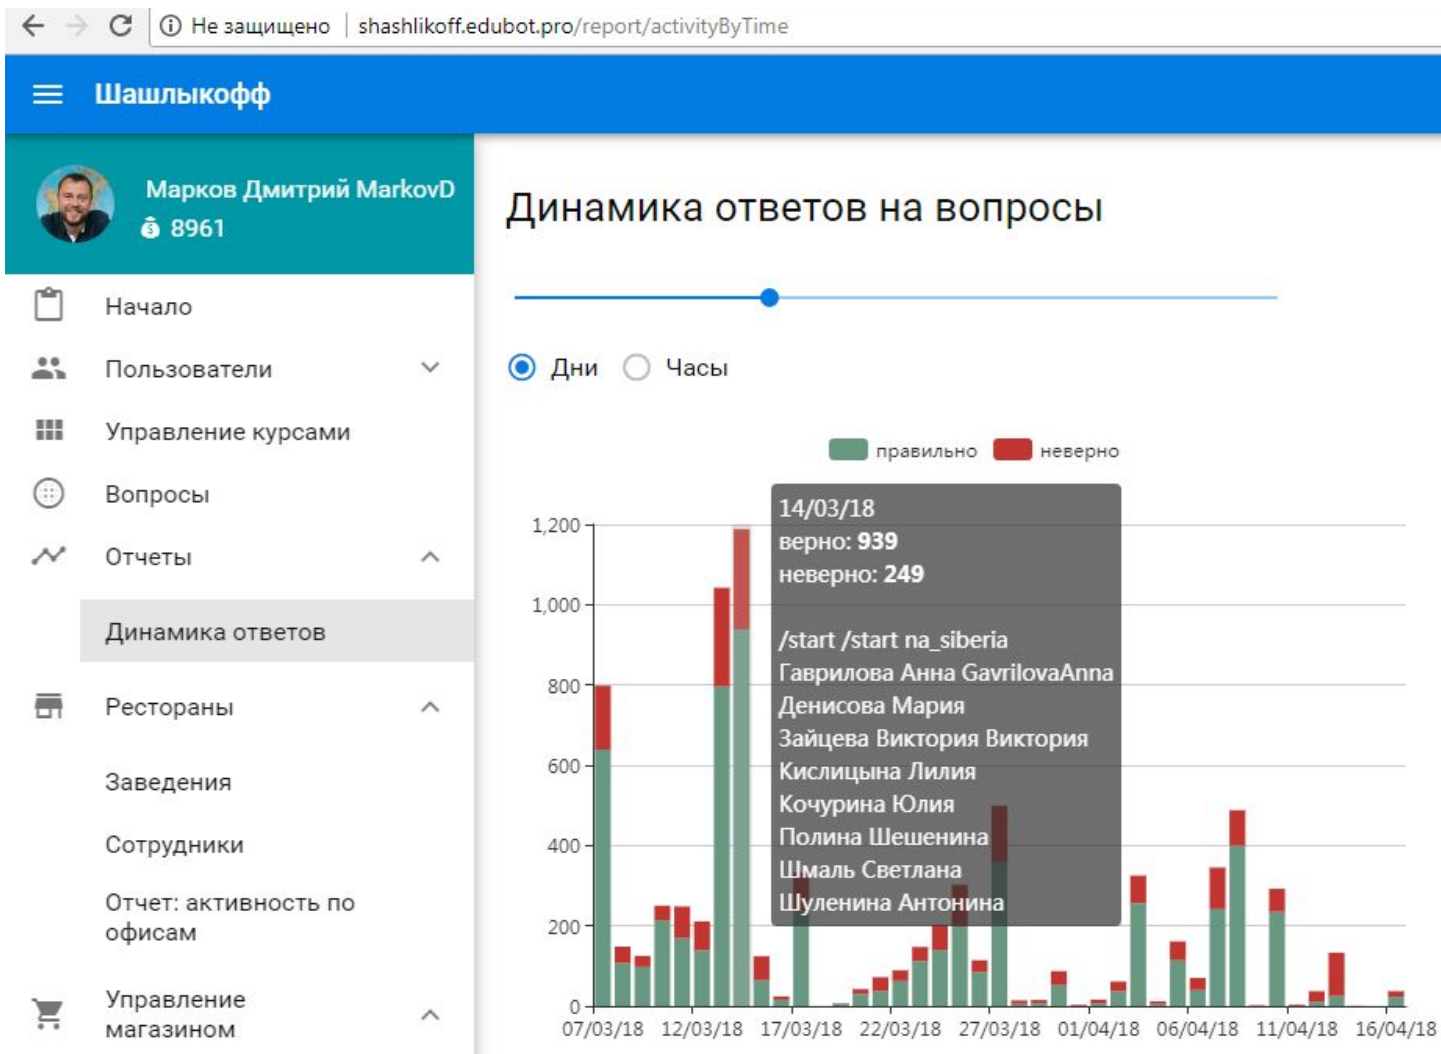 Не защищено | shashlikoff.edubot.pro/report/activityByTime
Шашлыкофф
Марков Дмитрий MarkovD
8961
Начало
Пользователи
Управление курсами
Вопросы
Отчеты
Динамика ответов
Рестораны
Заведения
Сотрудники
Отчет: активность по
офисам
Управление
магазином
Динамика ответов на вопросы
Дни Часы
правильно неверно
14/03/18
верно: 939
неверно: 249
/start /start na_siberia
Гаврилова Анна GavrilovaAnna
Денисова Мария
Зайцева Виктория Виктория
Кислицына Лилия
Кочурина Юлия
Полина Шешенина
Шмаль Светлана
Шуленина Антонина
1,200
1,000
800
600
400
200
0
07/03/18 12/03/18 17/03/18 22/03/18 27/03/18 01/04/18 06/04/18 11/04/18 16/04/18